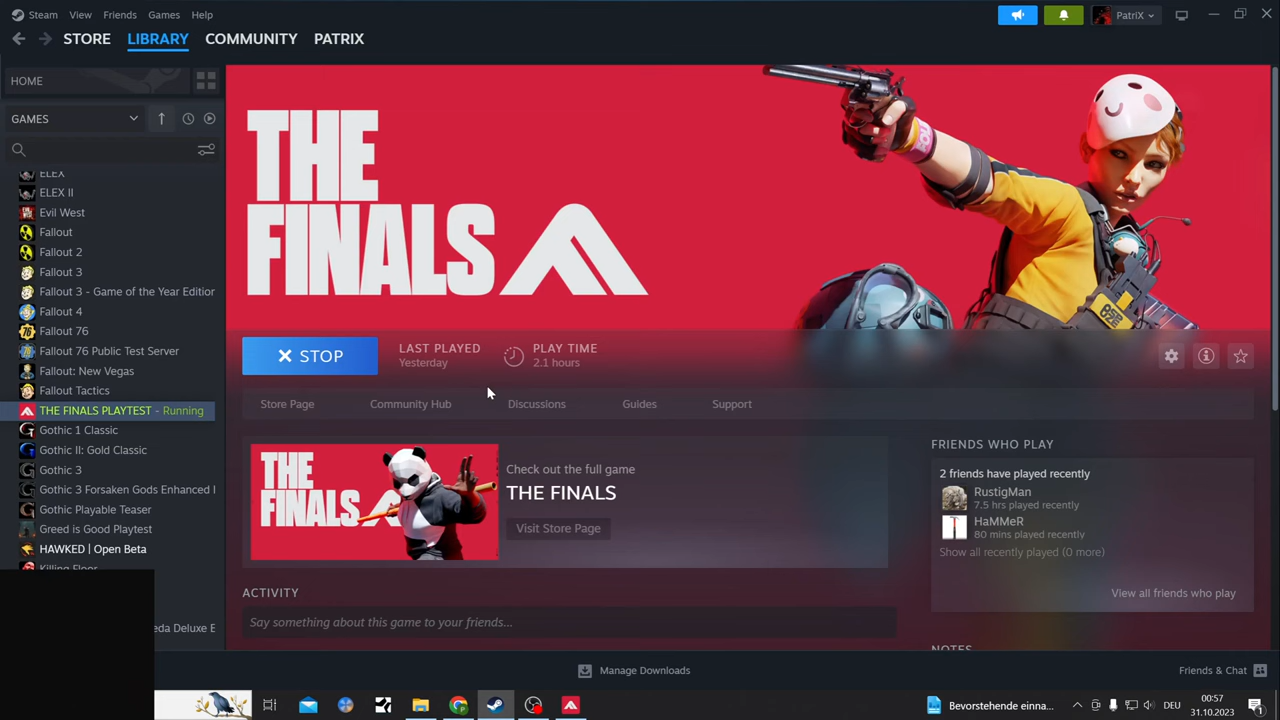 Steam View Friends Games Help
PatriX
STORE LIBRARY COMMUNITY PATRIX
HOME
GAMES
ELEX
ELEX II
Evil West
Fallout
Fallout 2
Fallout 3
Fallout 3 - Game of the Year Edition
Fallout 4
Fallout 76
Fallout 76 Public Test Server
Fallout: New Vegas
Fallout Tactics
THE FINALS PLAYTEST - Running
Gothic 1 Classic
Gothic II: Gold Classic
Gothic 3
Gothic 3 Forsaken Gods Enhanced
Gothic Playable Teaser
Greed is Good Playtest
HAWKED | Open Beta
Killing Floor
eda Deluxe E
THE
FINALS
STOP
LAST PLAYED
Yesterday
PLAY TIME
2.1 hours
Store Page Community Hub Discussions Guides Support
THE
FINALS
Check out the full game
THE FINALS
Visit Store Page
ACTIVITY
Say something about this game to your friends...
FRIENDS WHO PLAY
2 friends have played recently
RustigMan
7.5 hrs played recently
HaMMeR
80 mins played recently
Show all recently played (0 more)
View all friends who play
NOTES
Manage Downloads
Friends & Chat
Bevorstehende einna...
DEU
00:57
31.10.2023